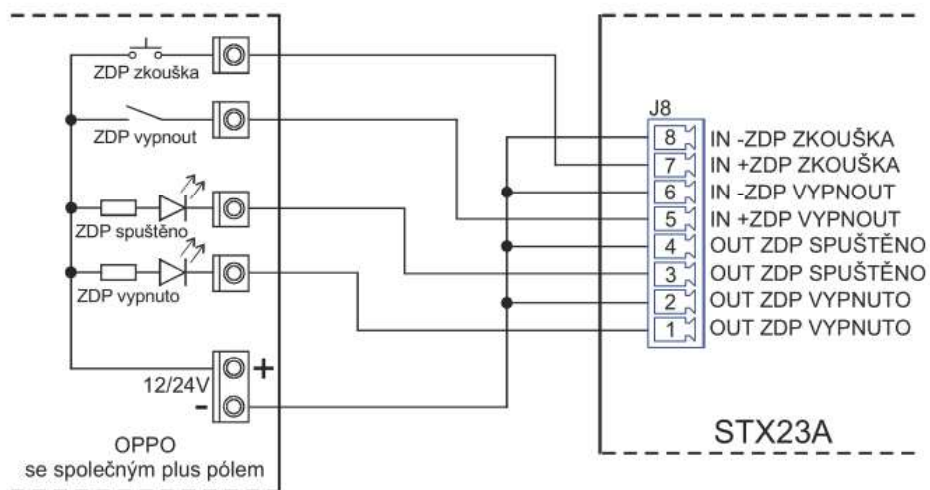 ZDP zkouška
ZDP vypnout
ZDP spuštěno
ZDP vypnuto
+
12/24V
-
OPPO
se společným plus pólem
J8
8 IN -ZDP ZKOUŠKA
7 IN +ZDP ZKOUŠKA
6 IN -ZDP VYPNOUT
5 IN +ZDP VYPNOUT
4 OUT ZDP SPUŠTĚNO
3 OUT ZDP SPUŠTĚNO
2 OUT ZDP VYPNUTO
1 OUT ZDP VYPNUTO
STX23A